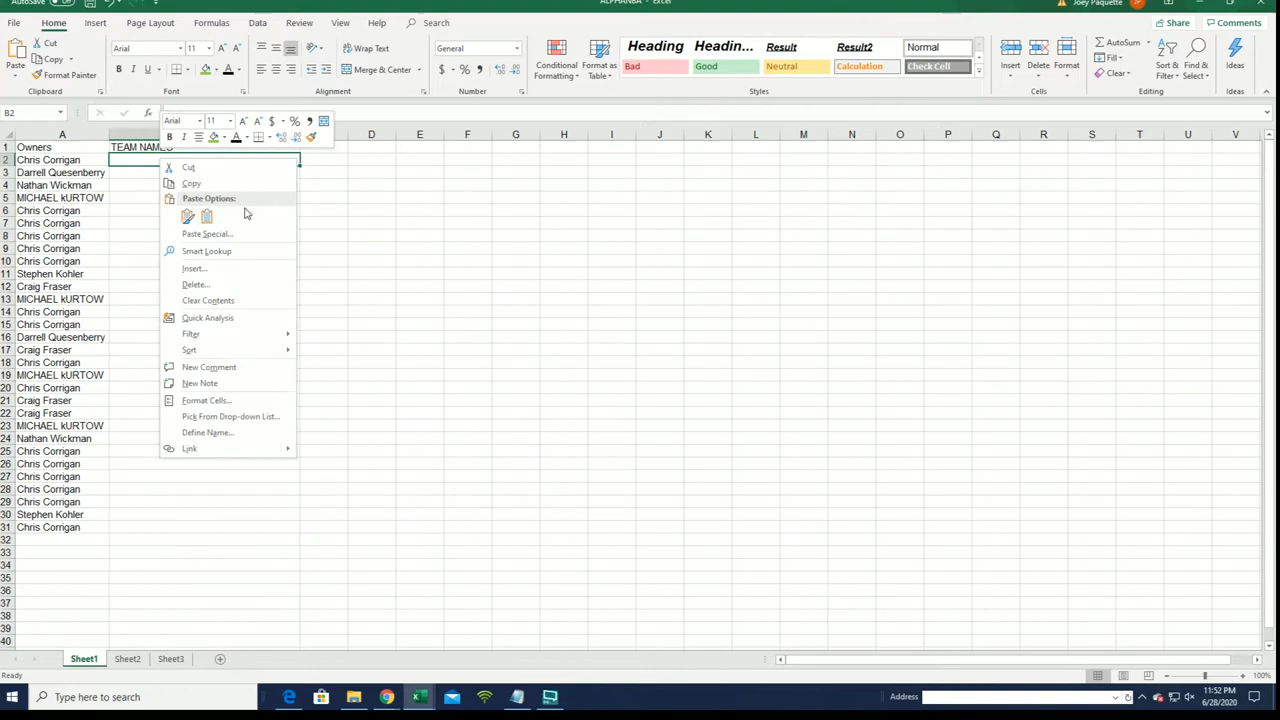 AutoSave
ALPHANBA - Excel
Joey Paquette
JP
File Home Insert Page Layout Formulas Data Review View Help Search
Share Comments
Paste
Cut
Copy
Format Painter
Clipboard
Arial 11
B I U
Font
Wrap Text
Merge & Center
Alignment
General
$ % ,
Number
Conditional Formatting
Format as Table
Heading Headin... Result Result2 Normal
Bad Good Neutral Calculation Check Cell
Styles
Insert Delete Format
Cells
AutoSum
Fill
Clear
Sort & Filter
Find & Select
Editing
Ideas
Ideas
B2
fx
Arial 11 A A $ % ,
B I A
A B D E F G H I J K L M N O P Q R S T U V
1 Owners TEAM NAMES
2 Chris Corrigan
3 Darrell Quesenberry
4 Nathan Wickman
5 MICHAEL kURTOW
6 Chris Corrigan
7 Chris Corrigan
8 Chris Corrigan
9 Chris Corrigan
10 Chris Corrigan
11 Stephen Kohler
12 Craig Fraser
13 MICHAEL kURTOW
14 Chris Corrigan
15 Chris Corrigan
16 Darrell Quesenberry
17 Craig Fraser
18 Chris Corrigan
19 MICHAEL kURTOW
20 Chris Corrigan
21 Craig Fraser
22 Craig Fraser
23 MICHAEL kURTOW
24 Nathan Wickman
25 Chris Corrigan
26 Chris Corrigan
27 Chris Corrigan
28 Chris Corrigan
29 Chris Corrigan
30 Stephen Kohler
31 Chris Corrigan
32
33
34
35
36
37
38
39
40
Cut
Copy
Paste Options:
Paste Special...
Smart Lookup
Insert...
Delete...
Clear Contents
Quick Analysis
Filter
Sort
New Comment
New Note
Format Cells...
Pick From Drop-down List...
Define Name...
Link
Sheet1 Sheet2 Sheet3
Ready
100%
Type here to search
Address
11:52 PM
6/28/2020